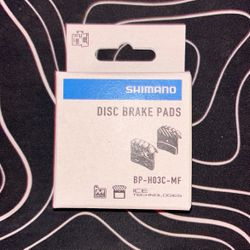 SHIMANO
DISC BRAKE PADS
BP-H03C-MF
ICE
TECHNOLOGIES